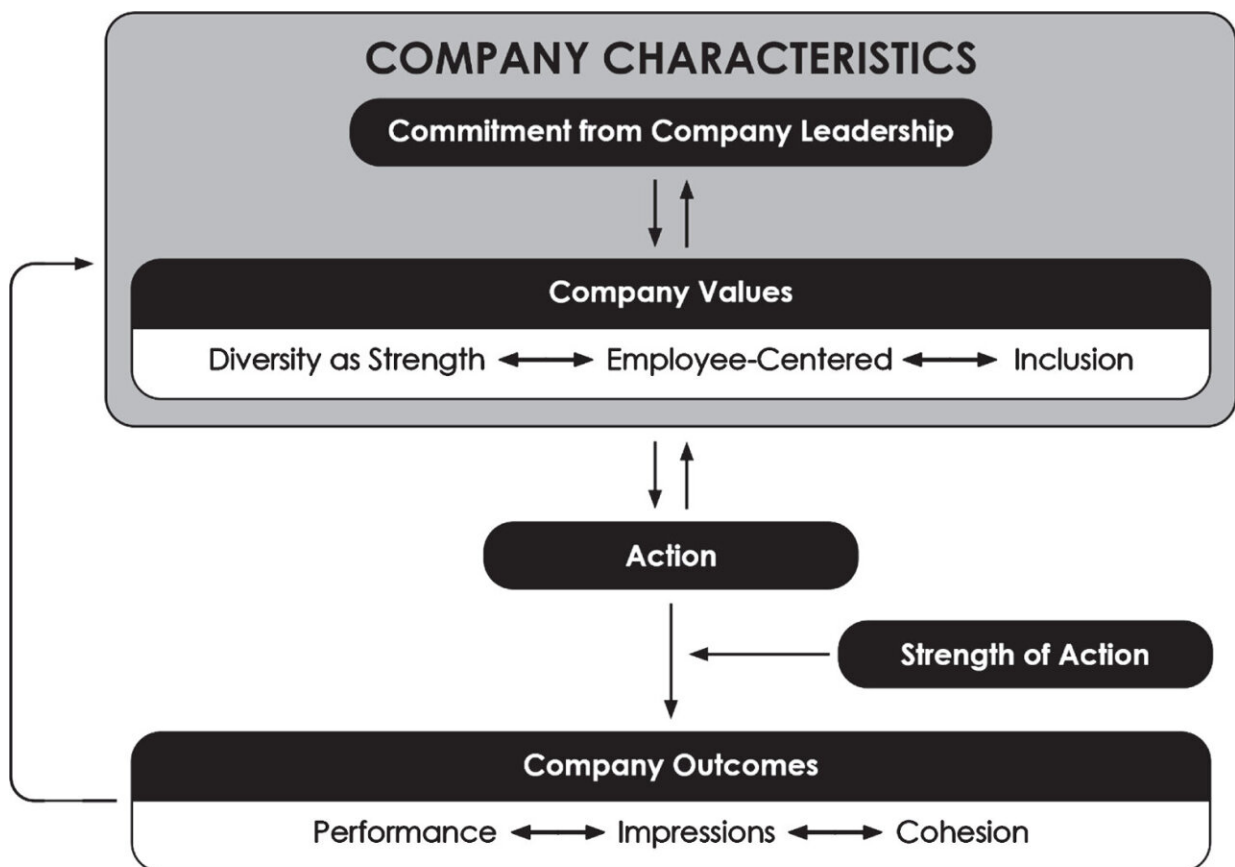 COMPANY CHARACTERISTICS
Commitment from Company Leadership
Company Values
Diversity as Strength Employee-Centered Inclusion
Action
Strength of Action
Company Outcomes
Performance Impressions Cohesion